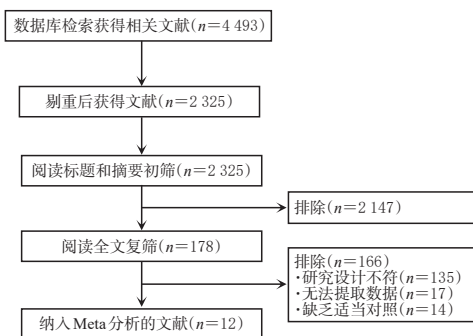 数据库检索获得相关文献(n=4 493)
剔重后获得文献(n=2 325)
阅读标题和摘要初筛(n=2 325)
排除(n=2 147)
阅读全文复筛(n=178)
排除(n=166)
·研究设计不符(n=135)
·无法提取数据(n=17)
·缺乏适当对照(n=14)
纳入Meta分析的文献(n=12)